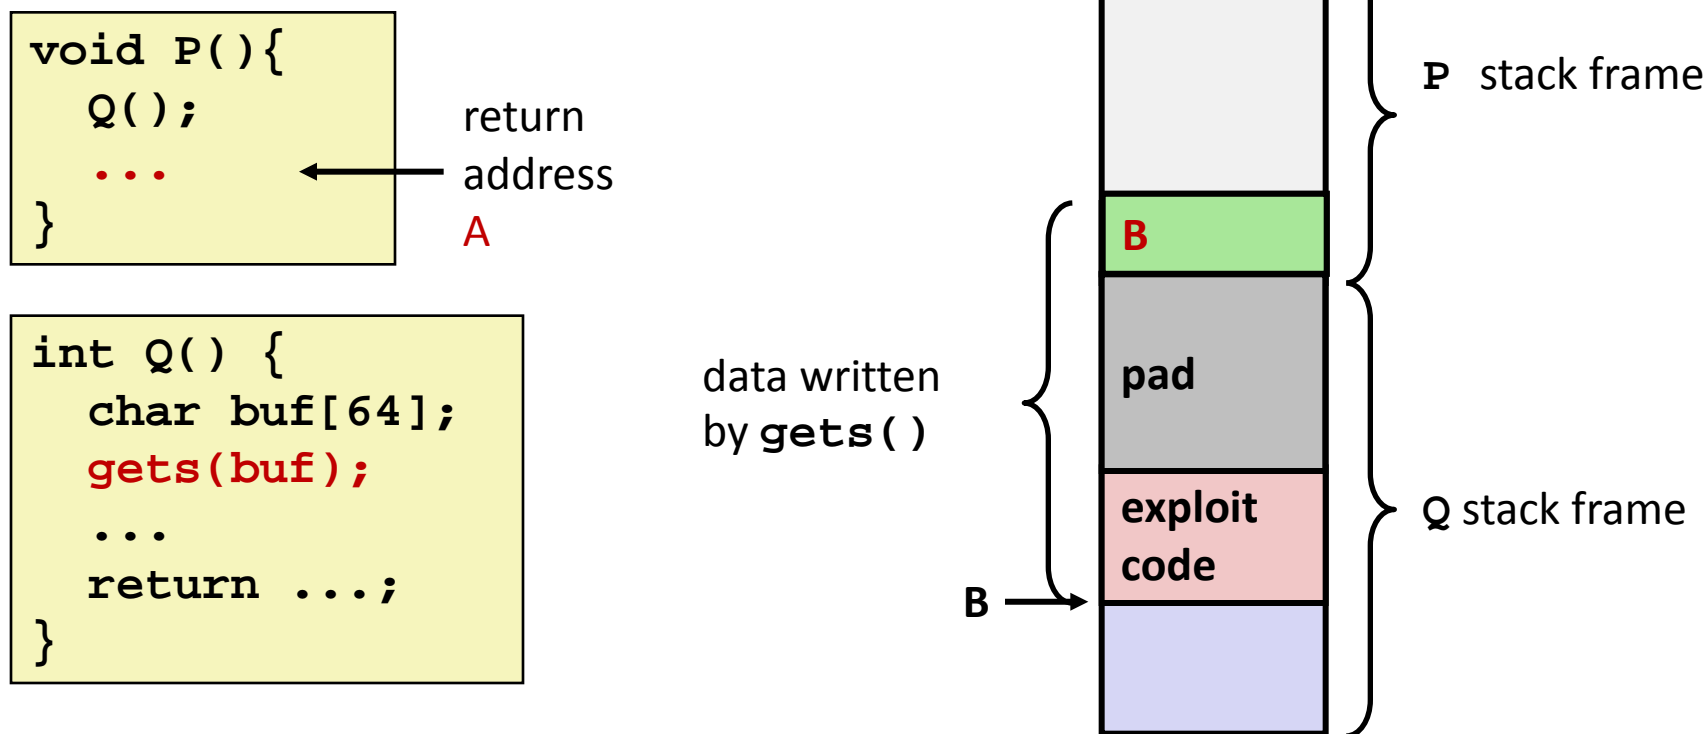 void P(){
  Q();
  ...
}
return
address
A
int Q() {
  char buf[64];
  gets(buf);
  ...
  return ...;
}
data written
by gets()
B
B
pad
exploit
code
P stack frame
Q stack frame